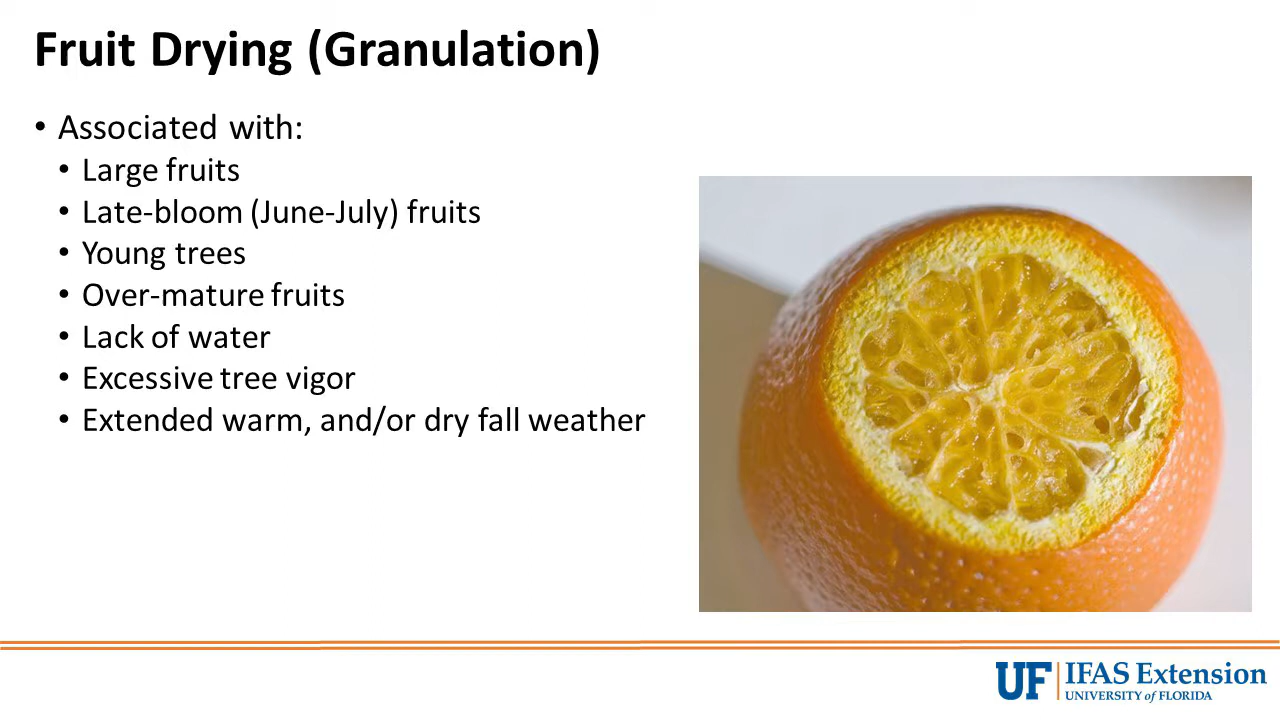 Fruit Drying (Granulation)
• Associated with:
• Large fruits
• Late-bloom (June-July) fruits
• Young trees
• Over-mature fruits
• Lack of water
• Excessive tree vigor
• Extended warm, and/or dry fall weather
UF IFAS Extension
UNIVERSITY of FLORIDA